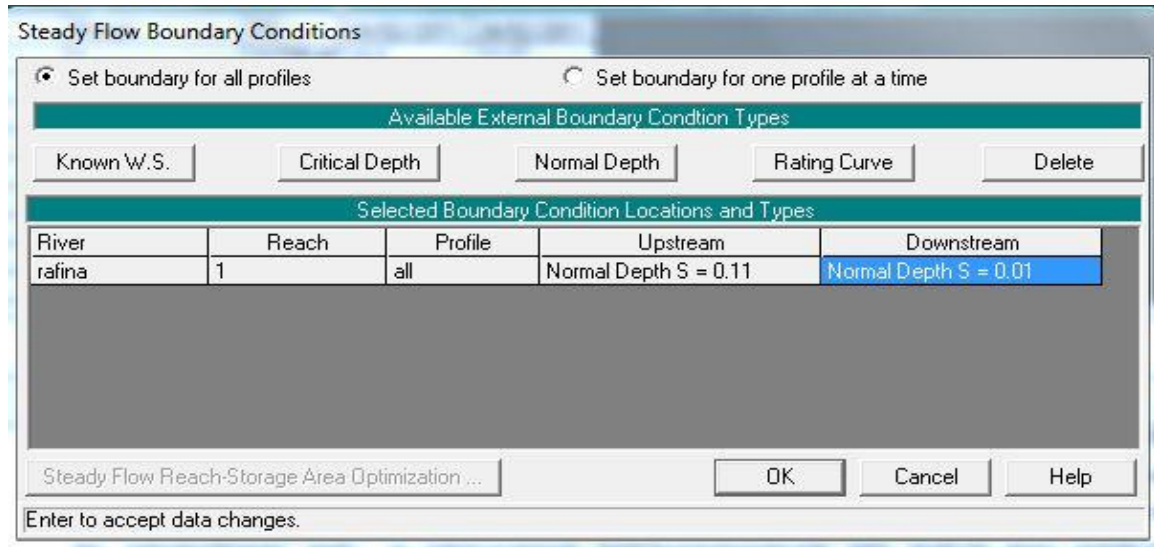 Steady Flow Boundary Conditions
Set boundary for all profiles Set boundary for one profile at a time
Available External Boundary Condtion Types
Known W.S. Critical Depth Normal Depth Rating Curve Delete
Selected Boundary Condition Locations and Types
River Reach Profile Upstream Downstream
rafina 1 all Normal Depth S = 0.11 Normal Depth S = 0.01
Steady Flow Reach-Storage Area Optimization ... OK Cancel Help
Enter to accept data changes.